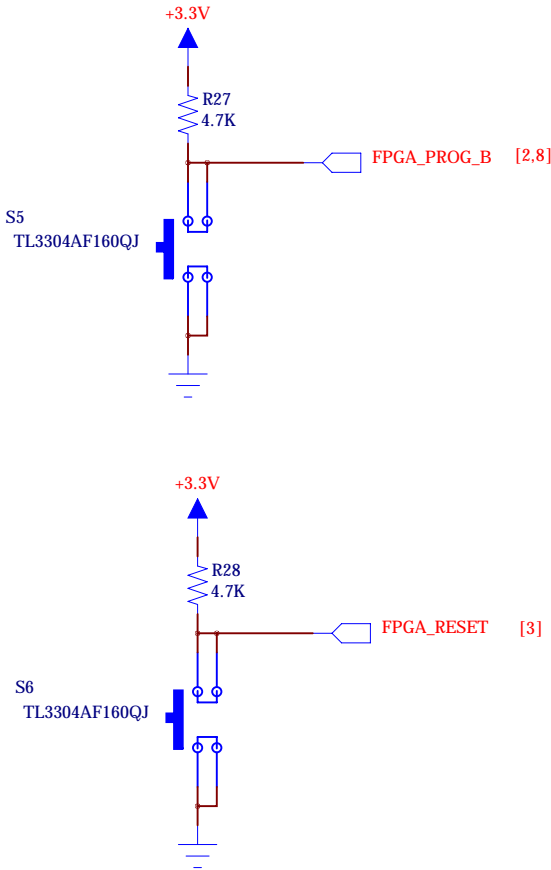 +3.3V
R27
4.7K
FPGA_PROG_B [2,8]
S5
TL3304AF160QJ
+3.3V
R28
4.7K
FPGA_RESET [3]
S6
TL3304AF160QJ